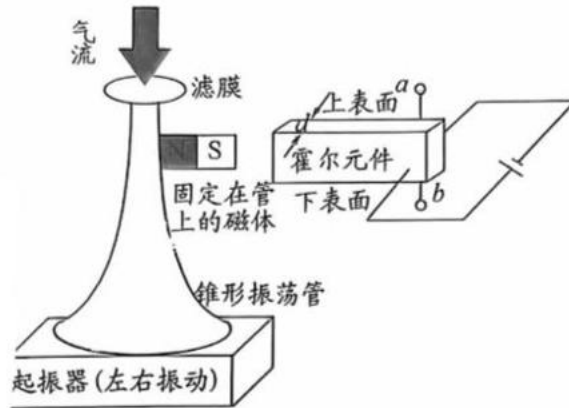 气流
滤膜
a
上表面
d
N S
霍尔元件
固定在管
上的磁体
下表面
b
锥形振荡管
起振器(左右振动)